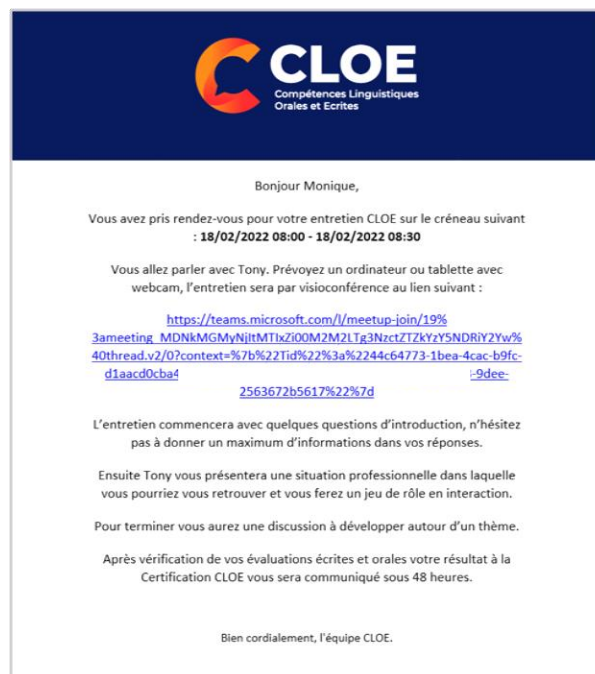 CLOE
Compétences Linguistiques
Orales et Ecrites
Bonjour Monique,
Vous avez pris rendez-vous pour votre entretien CLOE sur le créneau suivant
: 18/02/2022 08:00 - 18/02/2022 08:30
Vous allez parler avec Tony. Prévoyez un ordinateur ou tablette avec
webcam, l’entretien sera par visioconférence au lien suivant :
https://teams.microsoft.com/l/meetup-join/19%
3ameeting_MDNkMGMyNjItMTIxZi00M2M2LTg3NzctZTZkYzY5NDRiY2Yw%
40thread.v2/0?context=%7b%22Tid%22%3a%2244c64773-1bea-4cac-b9fc-
d1aacd0cba4 -9dee-
2563672b5617%22%7d
L’entretien commencera avec quelques questions d’introduction, n’hésitez
pas à donner un maximum d’informations dans vos réponses.
Ensuite Tony vous présentera une situation professionnelle dans laquelle
vous pourriez vous retrouver et vous ferez un jeu de rôle en interaction.
Pour terminer vous aurez une discussion à développer autour d’un thème.
Après vérification de vos évaluations écrites et orales votre résultat à la
Certification CLOE vous sera communiqué sous 48 heures.
Bien cordialement, l'équipe CLOE.